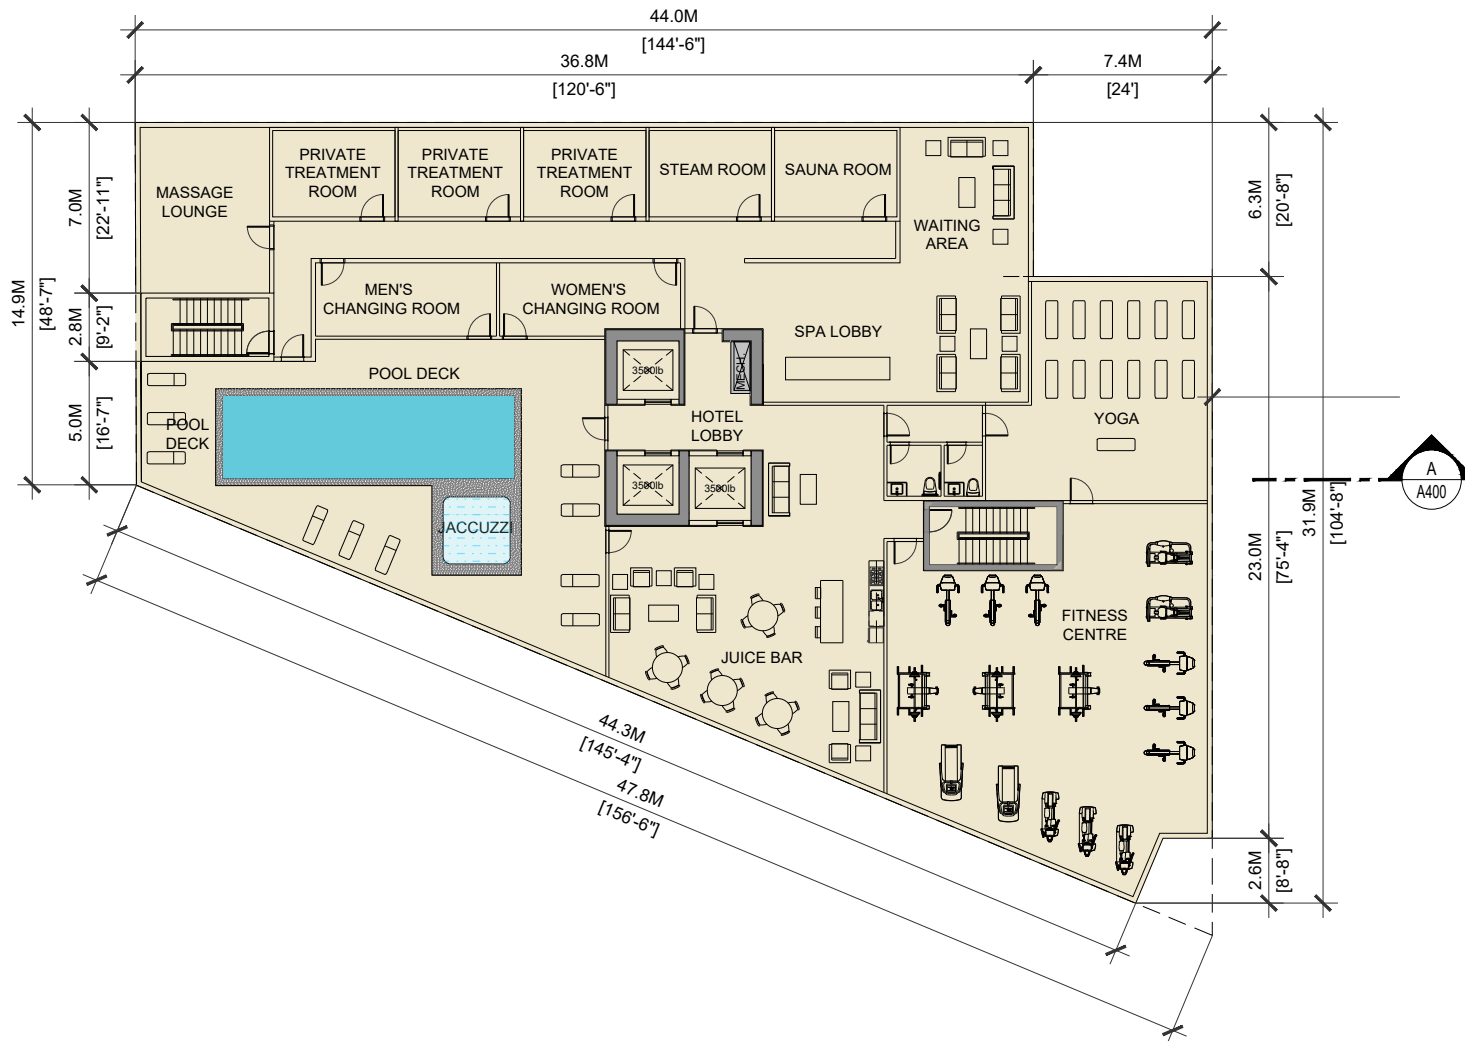 44.0M
[144'-6"]
36.8M
[120'-6"]
7.4M
[24']
14.9M
[48'-7"]
7.0M
[22'-11"]
2.8M
[9'-2"]
5.0M
[16'-7"]
MASSAGE
LOUNGE
PRIVATE
TREATMENT
ROOM
PRIVATE
TREATMENT
ROOM
PRIVATE
TREATMENT
ROOM
STEAM ROOM
SAUNA ROOM
WAITING
AREA
6.3M
[20'-8"]
MEN'S
CHANGING ROOM
WOMEN'S
CHANGING ROOM
SPA LOBBY
POOL DECK
3500lb
MECH.
POOL
DECK
HOTEL
LOBBY
YOGA
3500lb
3500lb
JACCUZZI
A
A400
23.0M
[75'-4"]
31.9M
[104'-8"]
FITNESS
CENTRE
JUICE BAR
44.3M
[145'-4"]
47.8M
[156'-6"]
2.6M
[8'-8"]